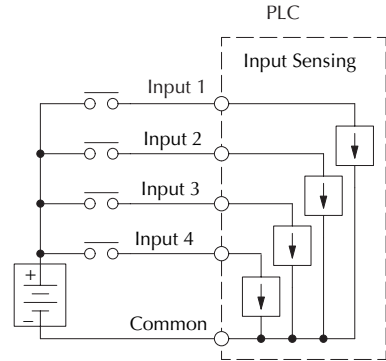 PLC
Input Sensing
Input 1
Input 2
Input 3
Input 4
+
–
Common